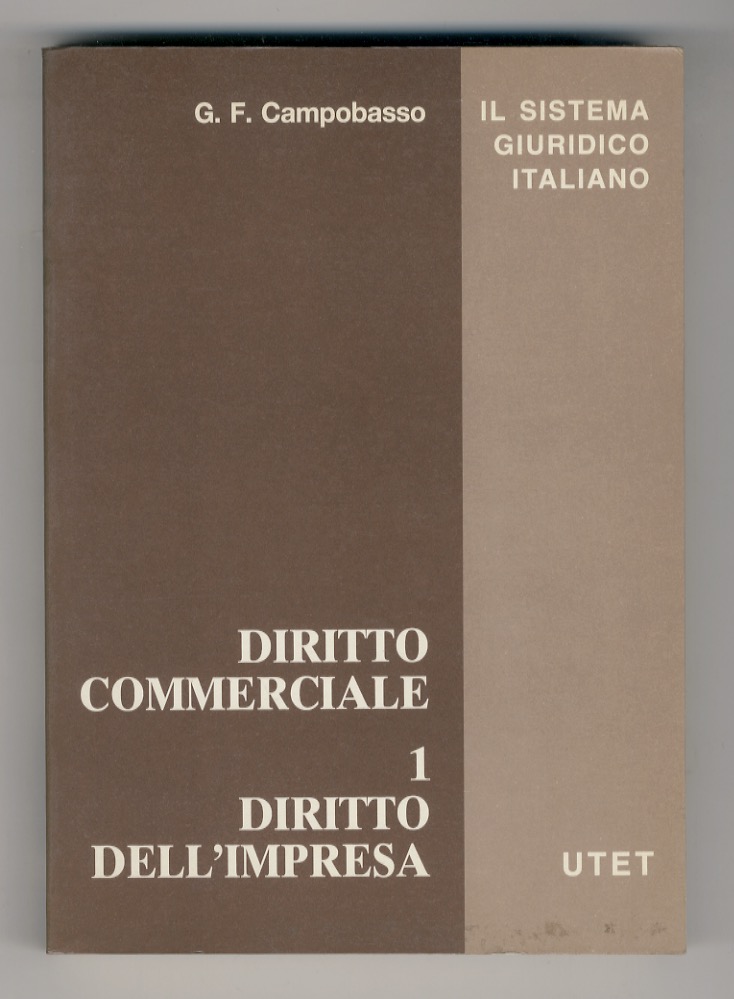 G. F. Campobasso
IL SISTEMA
GIURIDICO
ITALIANO
DIRITTO
COMMERCIALE
1
DIRITTO
DELL'IMPRESA
UTET